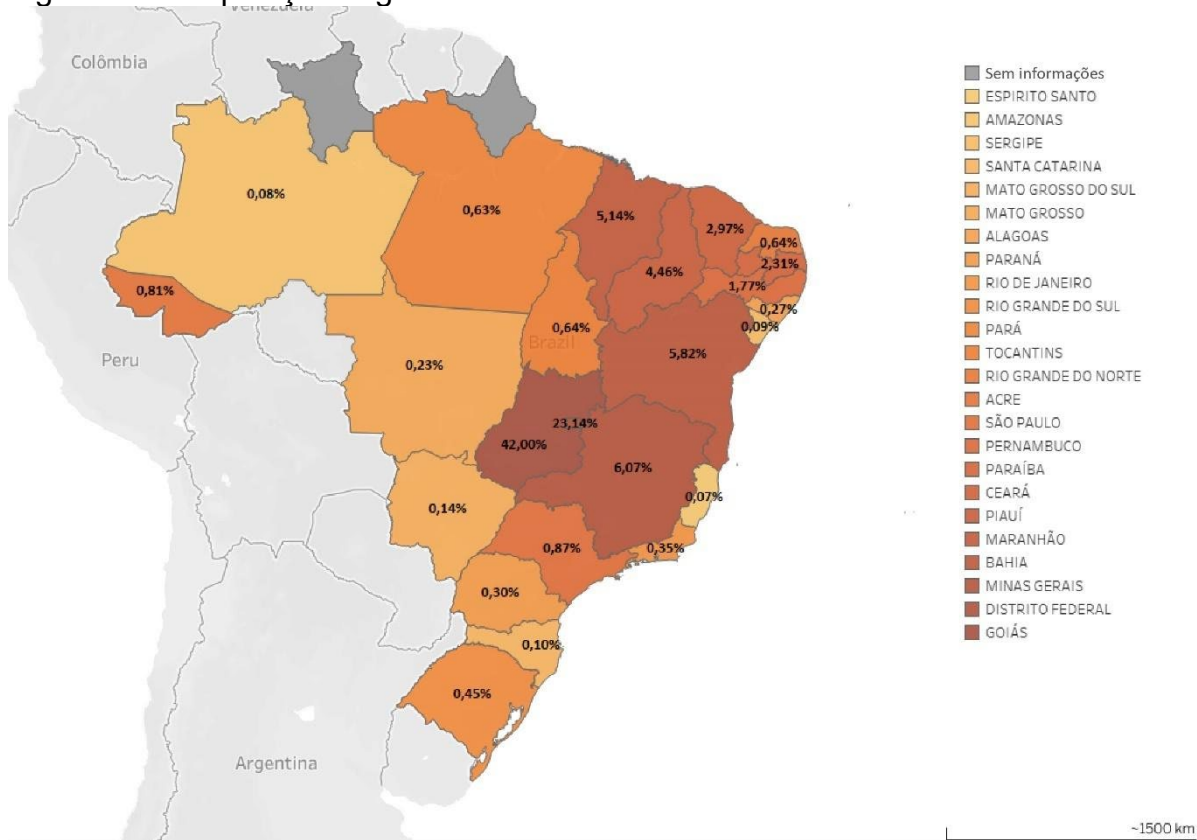 Venezuela
Colômbia
Peru
Brazil
Argentina
0,08%
0,63%
5,14%
2,97%
0,64%
4,46%
2,31%
1,77%
0,81%
0,27%
0,09%
0,64%
0,23%
5,82%
23,14%
42,00%
6,07%
0,07%
0,14%
0,87%
0,35%
0,30%
0,10%
0,45%
Sem informações
ESPIRITO SANTO
AMAZONAS
SERGIPE
SANTA CATARINA
MATO GROSSO DO SUL
MATO GROSSO
ALAGOAS
PARANÁ
RIO DE JANEIRO
RIO GRANDE DO SUL
PARÁ
TOCANTINS
RIO GRANDE DO NORTE
ACRE
SÃO PAULO
PERNAMBUCO
PARAÍBA
CEARÁ
PIAUÍ
MARANHÃO
BAHIA
MINAS GERAIS
DISTRITO FEDERAL
GOIÁS
~1500 km